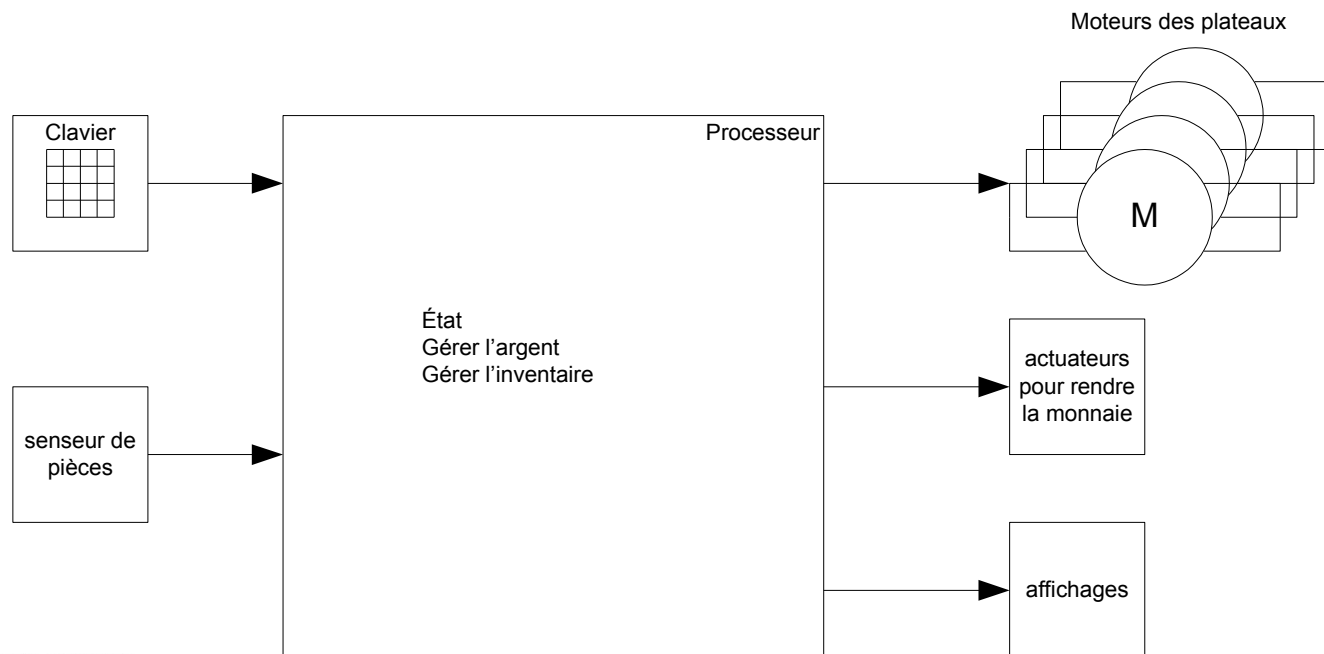 Moteurs des plateaux
Clavier
Processeur
M
État
Gérer l’argent
Gérer l’inventaire
senseur de
pièces
actuateurs
pour rendre
la monnaie
affichages